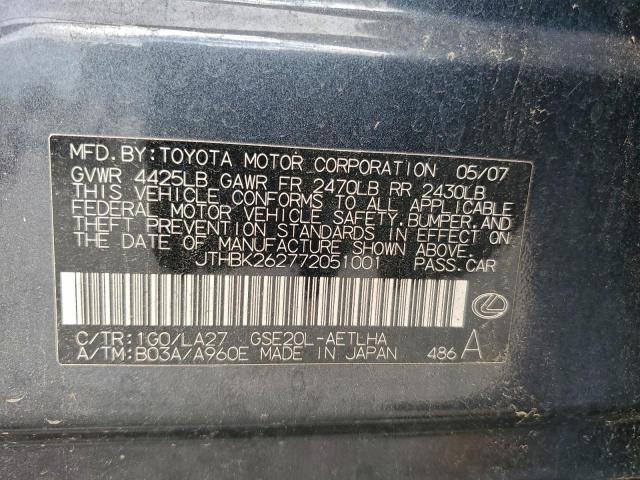 MFD.BY:TOYOTA MOTOR CORPORATION 05/07
GVWR 4425LB GAWR FR 2470LB RR 2430LB
THIS VEHICLE CONFORMS TO ALL APPLICABLE
FEDERAL MOTOR VEHICLE SAFETY,BUMPER,AND
THEFT PREVENTION STANDARDS IN EFFECT ON
THE DATE OF MANUFACTURE SHOWN ABOVE.
JTHBK262772051001 PASS.CAR
C/TR:1G0/LA27 GSE20L-AETLHA
A/TM:B03A/A960E MADE IN JAPAN 486 A